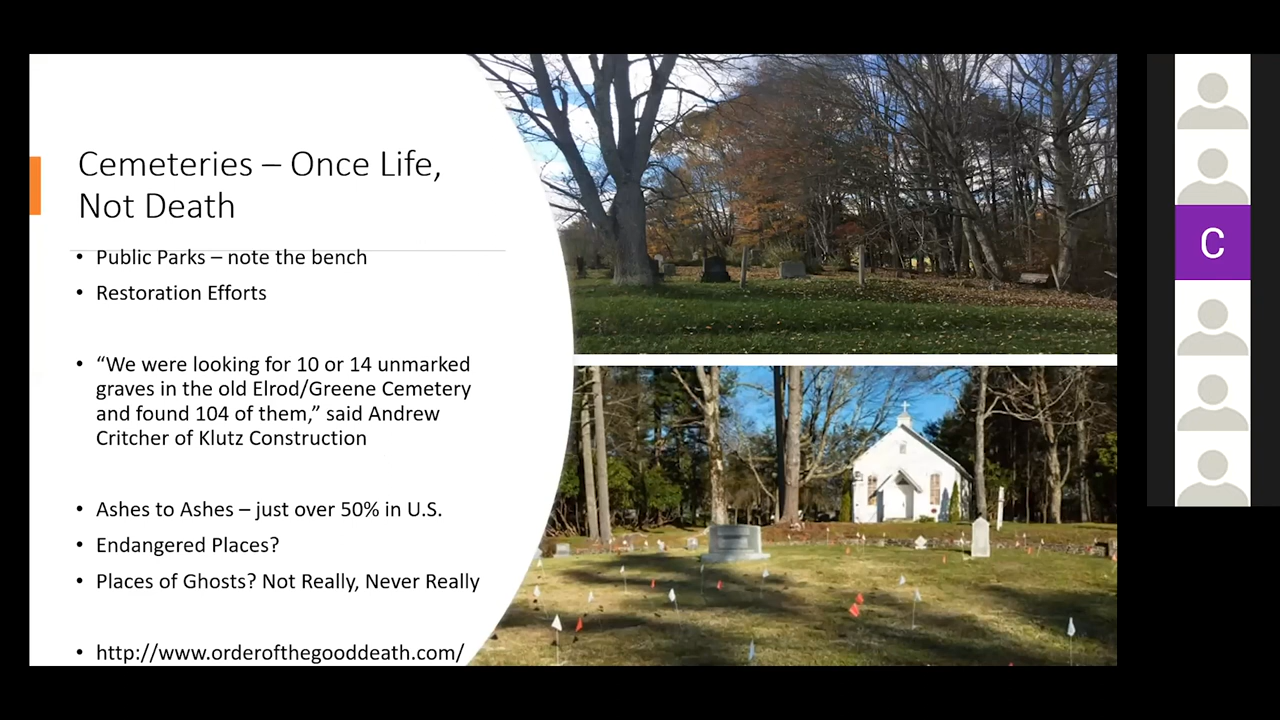 Cemeteries – Once Life,
Not Death
• Public Parks – note the bench
• Restoration Efforts
• “We were looking for 10 or 14 unmarked
graves in the old Elrod/Greene Cemetery
and found 104 of them,” said Andrew
Critcher of Klutz Construction
• Ashes to Ashes – just over 50% in U.S.
• Endangered Places?
• Places of Ghosts? Not Really, Never Really
• http://www.orderofthegooddeath.com/
C